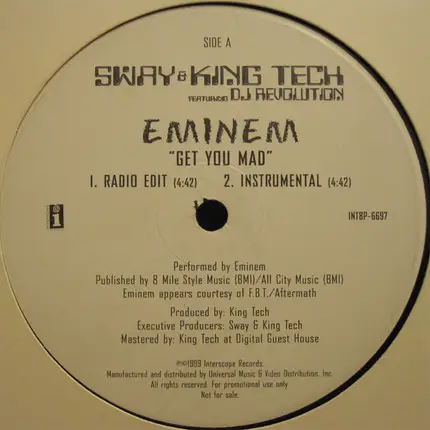 SIDE A
SWAY & KING TECH
FEATURING DJ REVOLUTION
EMINEM
"GET YOU MAD"
1. RADIO EDIT (4:42) 2. INSTRUMENTAL (4:42)
i INT8P-6697
Performed by Eminem
Published by 8 Mile Style Music (BMI)/All City Music (BMI)
Eminem appears courtesy of F.B.T./Aftermath
Produced by: King Tech
Executive Producers: Sway & King Tech
Mastered by: King Tech at Digital Guest House
℗©1999 Interscope Records.
Manufactured and distributed by Universal Music & Video Distribution, Inc.
All rights reserved. For promotional use only
Not for sale.